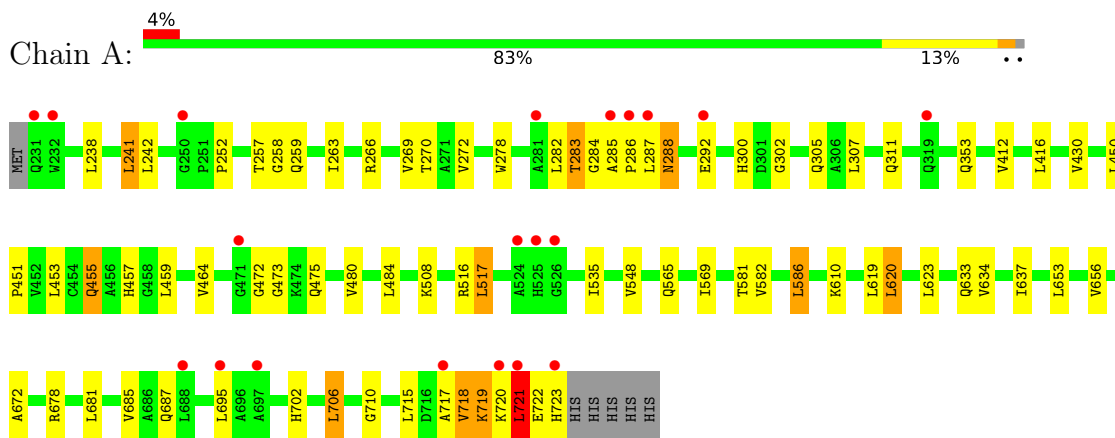 4%
Chain A:
83%
13%
• •
MET Q231 W232 L238 L241 L242 G250 P251 P252 T257 G258 Q259 I263 R266 V269 T270 A271 V272 W278 A281 L282 T283 G284 A285 P286 L287 N288 E292 H300 D301 G302 Q305 A306 L307 Q311 Q319 Q353 V412 L416 V430 L450
P451 V452 L453 C454 Q455 A456 H457 G458 L459 V464 G471 G472 G473 K474 Q475 V480 L484 K508 R516 L517 A524 H525 G526 I535 V548 Q565 I569 T581 V582 L586 K610 L619 L620 L623 Q633 V634 I637 L653 V656
A672 R678 L681 V685 A686 Q687 L688 L695 A696 A697 H702 L706 G710 L715 D716 A717 V718 K719 K720 L721 E722 H723 HIS HIS HIS HIS HIS